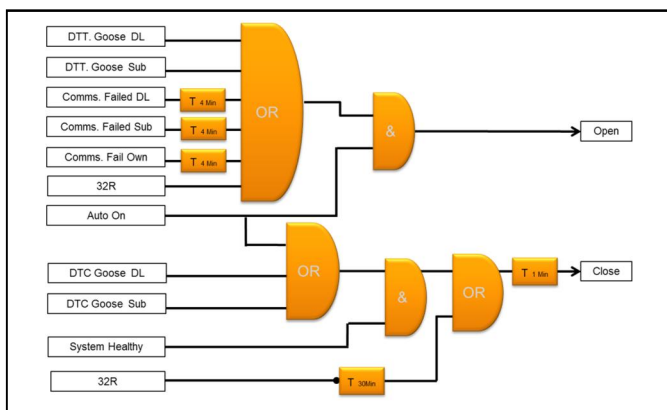 DTT. Goose DL
DTT. Goose Sub
Comms. Failed DL
T 4 Min
Comms. Failed Sub
T 4 Min
Comms. Fail Own
T 4 Min
32R
OR
&
Open
Auto On
DTC Goose DL
DTC Goose Sub
OR
&
OR
T 1 Min
Close
System Healthy
32R
T 30Min